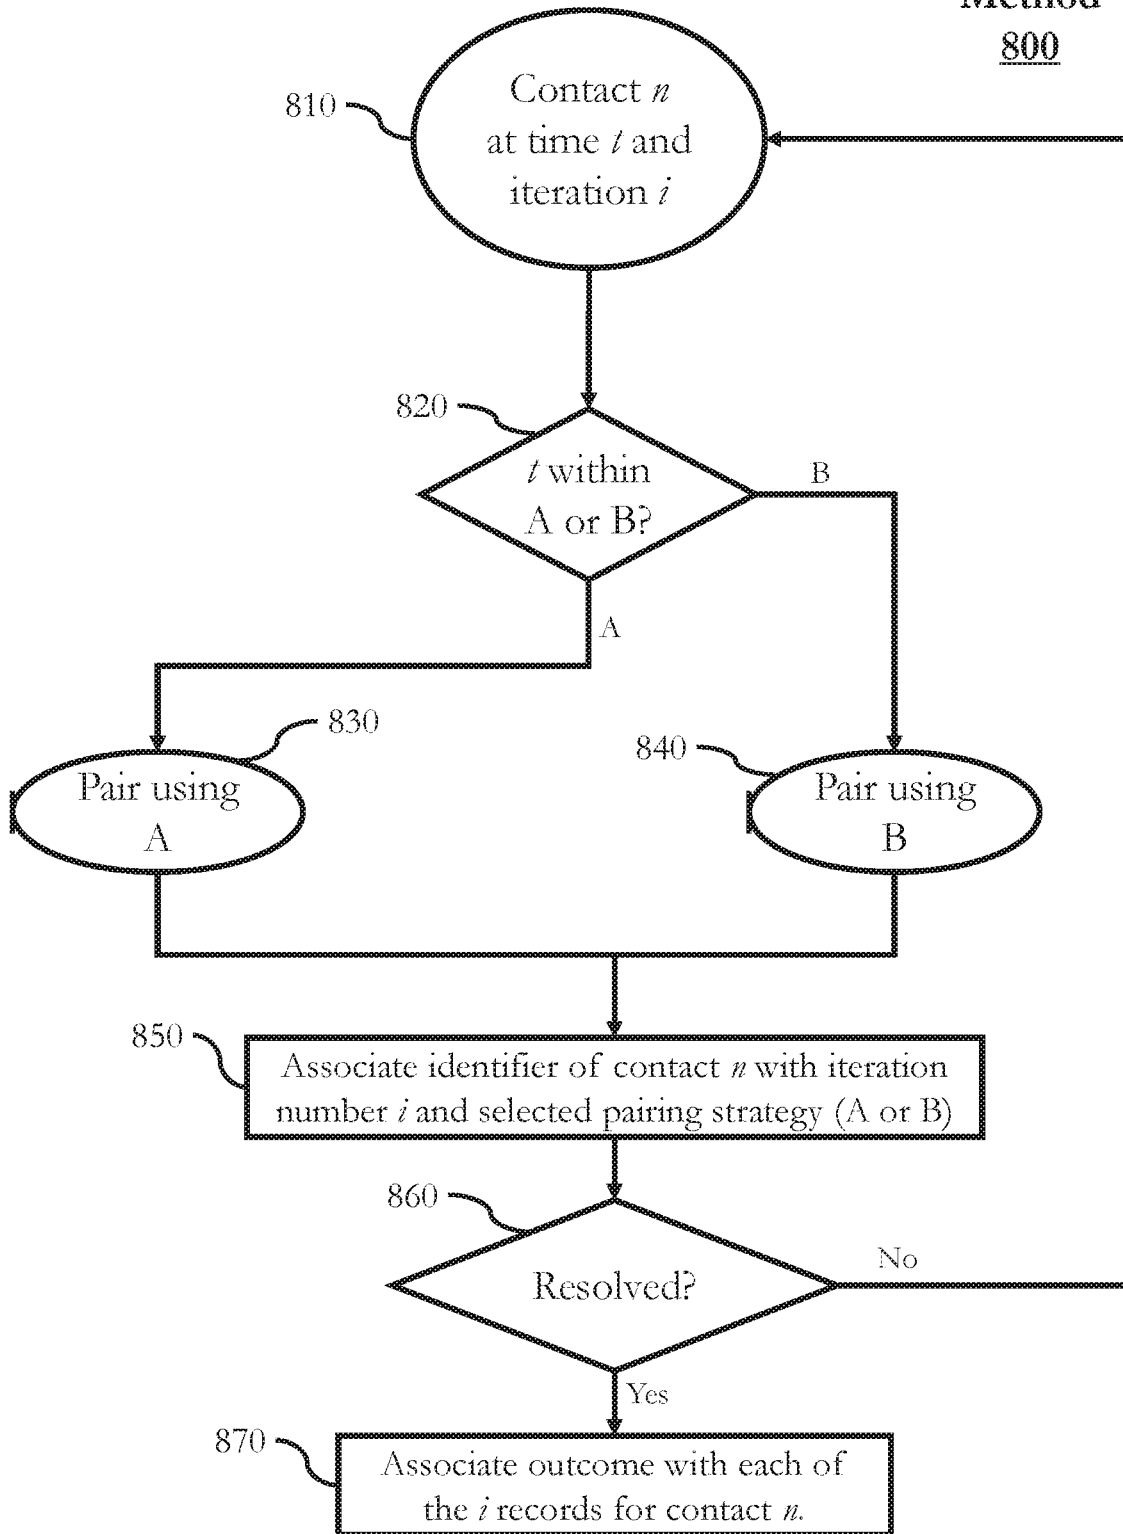 Method
800
810
Contact n
at time t and
iteration i
820
t within
A or B?
B
A
830
Pair using
A
840
Pair using
B
850
Associate identifier of contact n with iteration
number i and selected pairing strategy (A or B)
860
Resolved?
No
Yes
870
Associate outcome with each of
the i records for contact n.